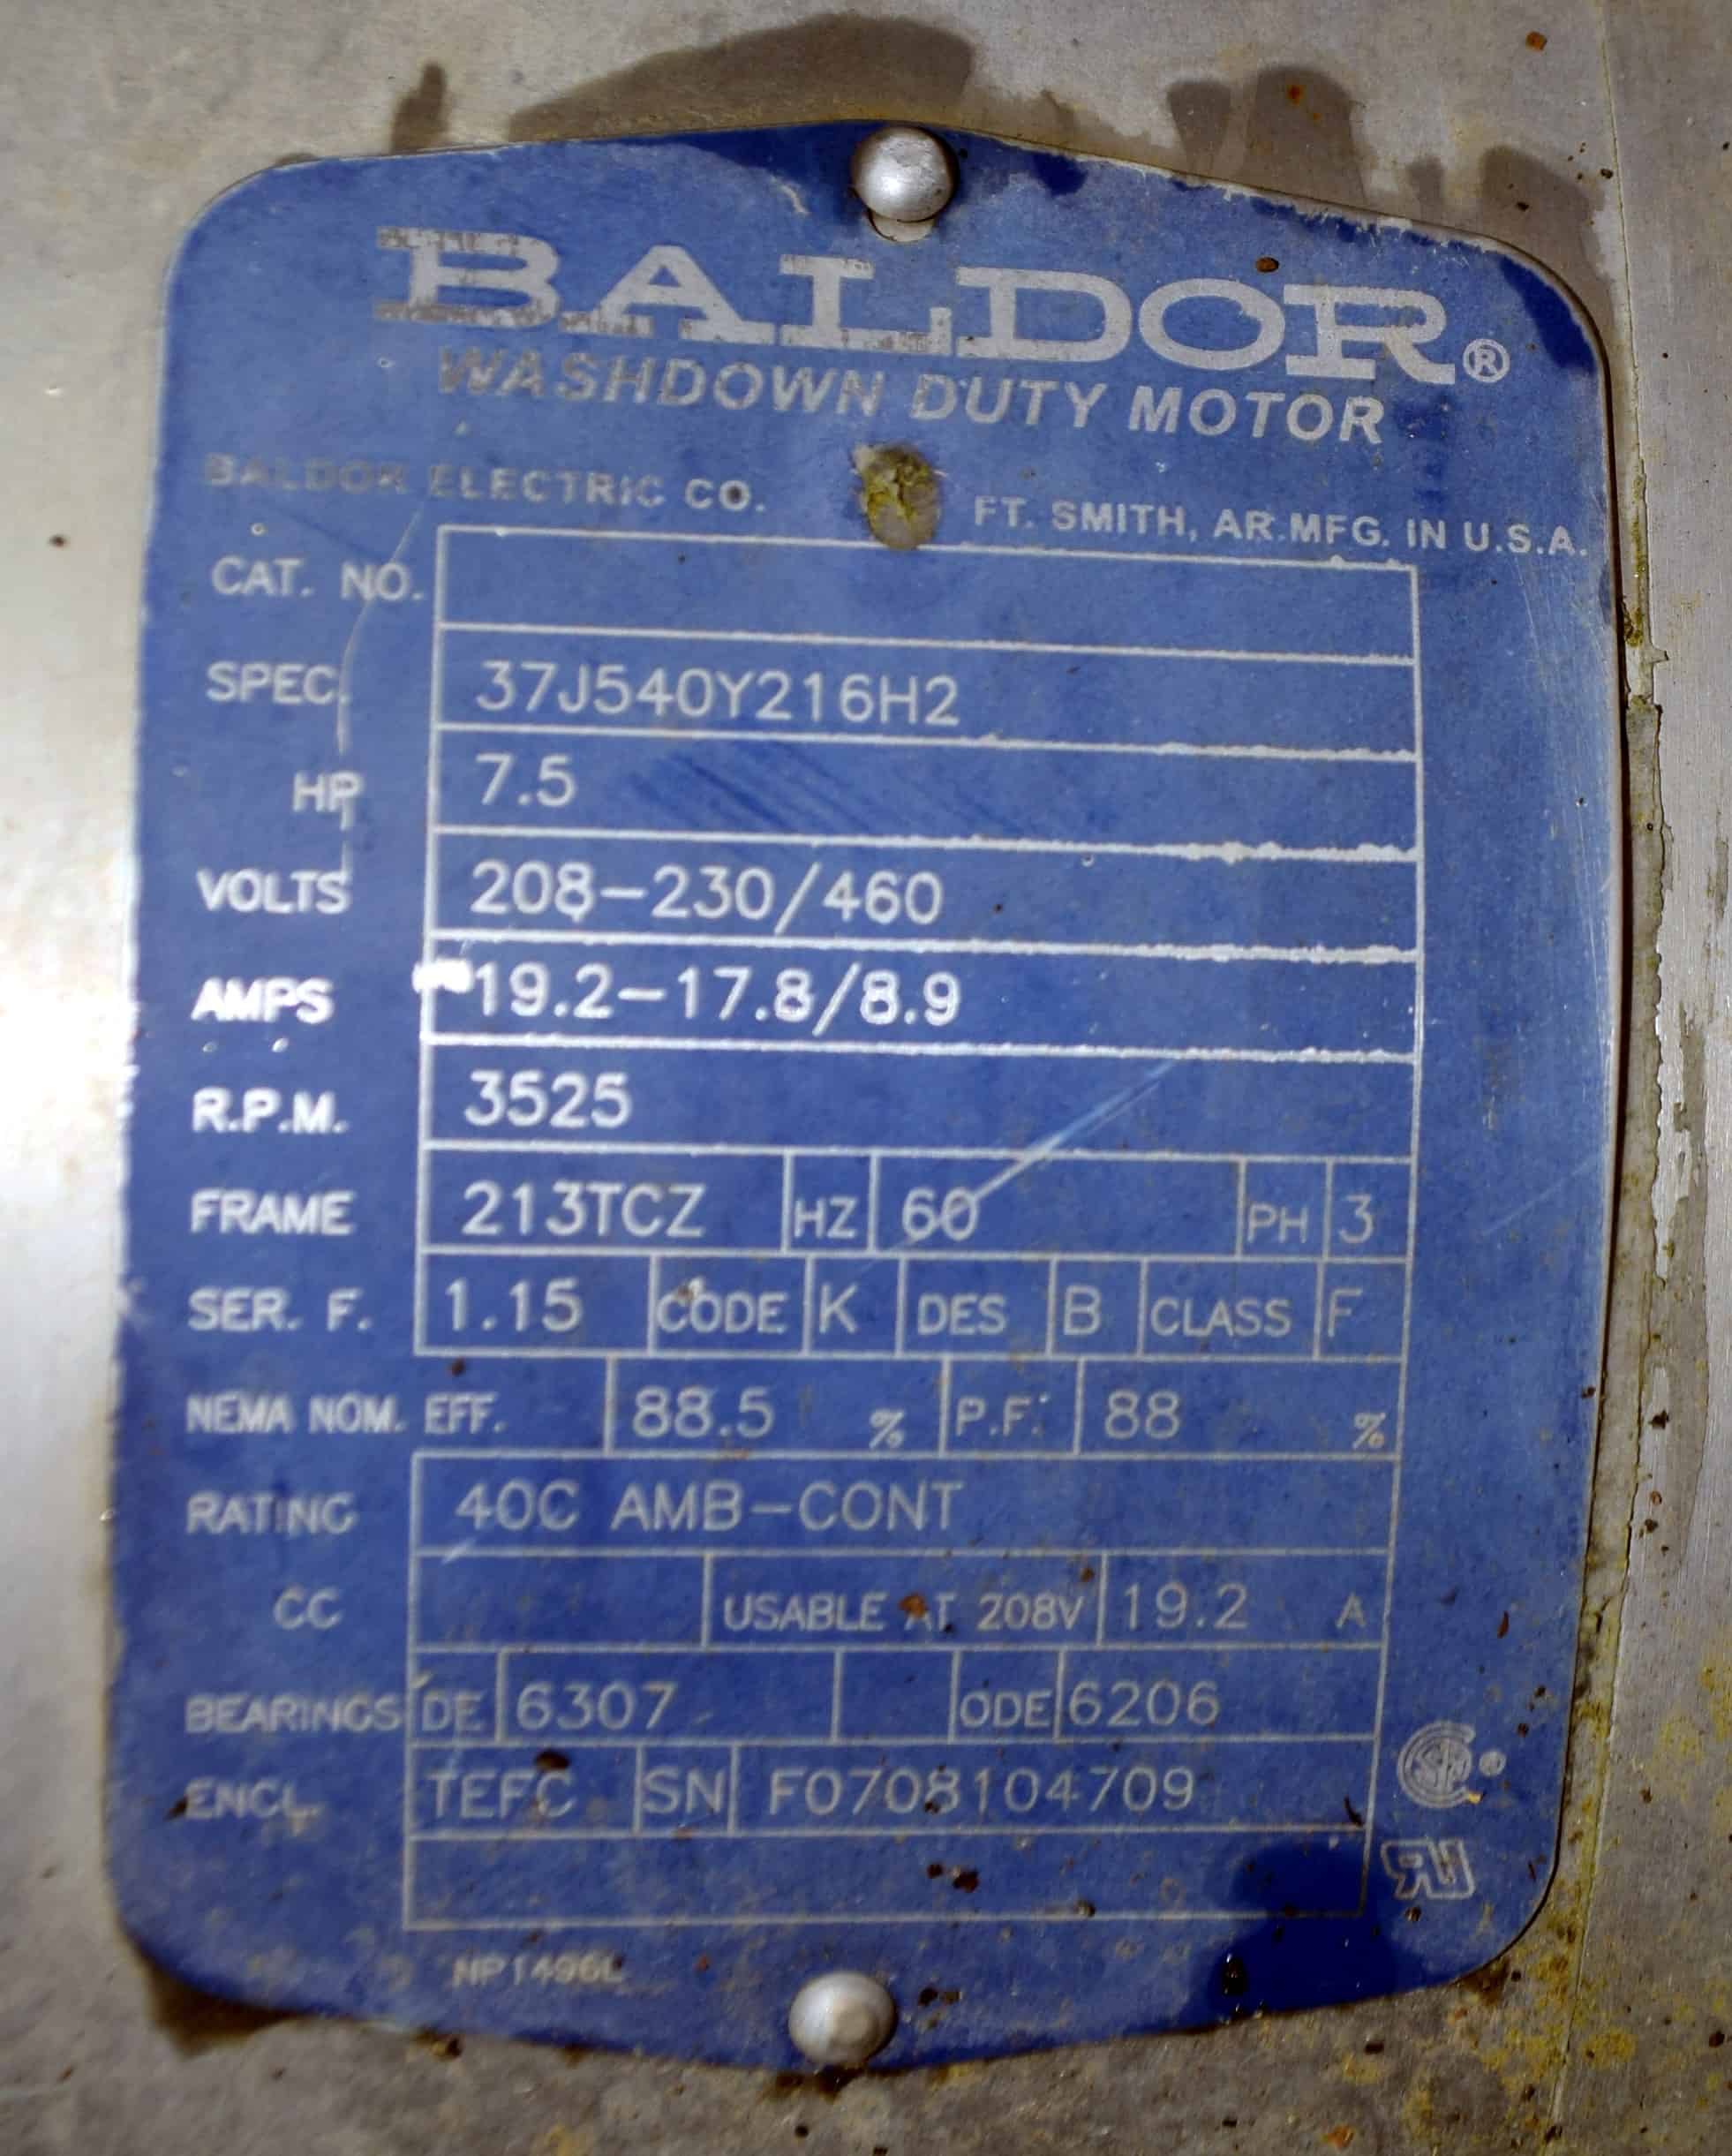 BALDOR®
WASHDOWN DUTY MOTOR
BALDOR ELECTRIC CO. FT. SMITH, AR. MFG. IN U.S.A.
CAT. NO.
SPEC. 37J540Y216H2
HP 7.5
VOLTS 208-230/460
AMPS 19.2-17.8/8.9
R.P.M. 3525
FRAME 213TCZ HZ 60 PH 3
SER. F. 1.15 CODE K DES B CLASS F
NEMA NOM. EFF. 88.5 % P.F. 88 %
RATING 40C AMB-CONT
CC USABLE AT 208V 19.2 A
BEARINGS DE 6307 ODE 6206
ENCL. TEFC SN F0708104709
NP1496L